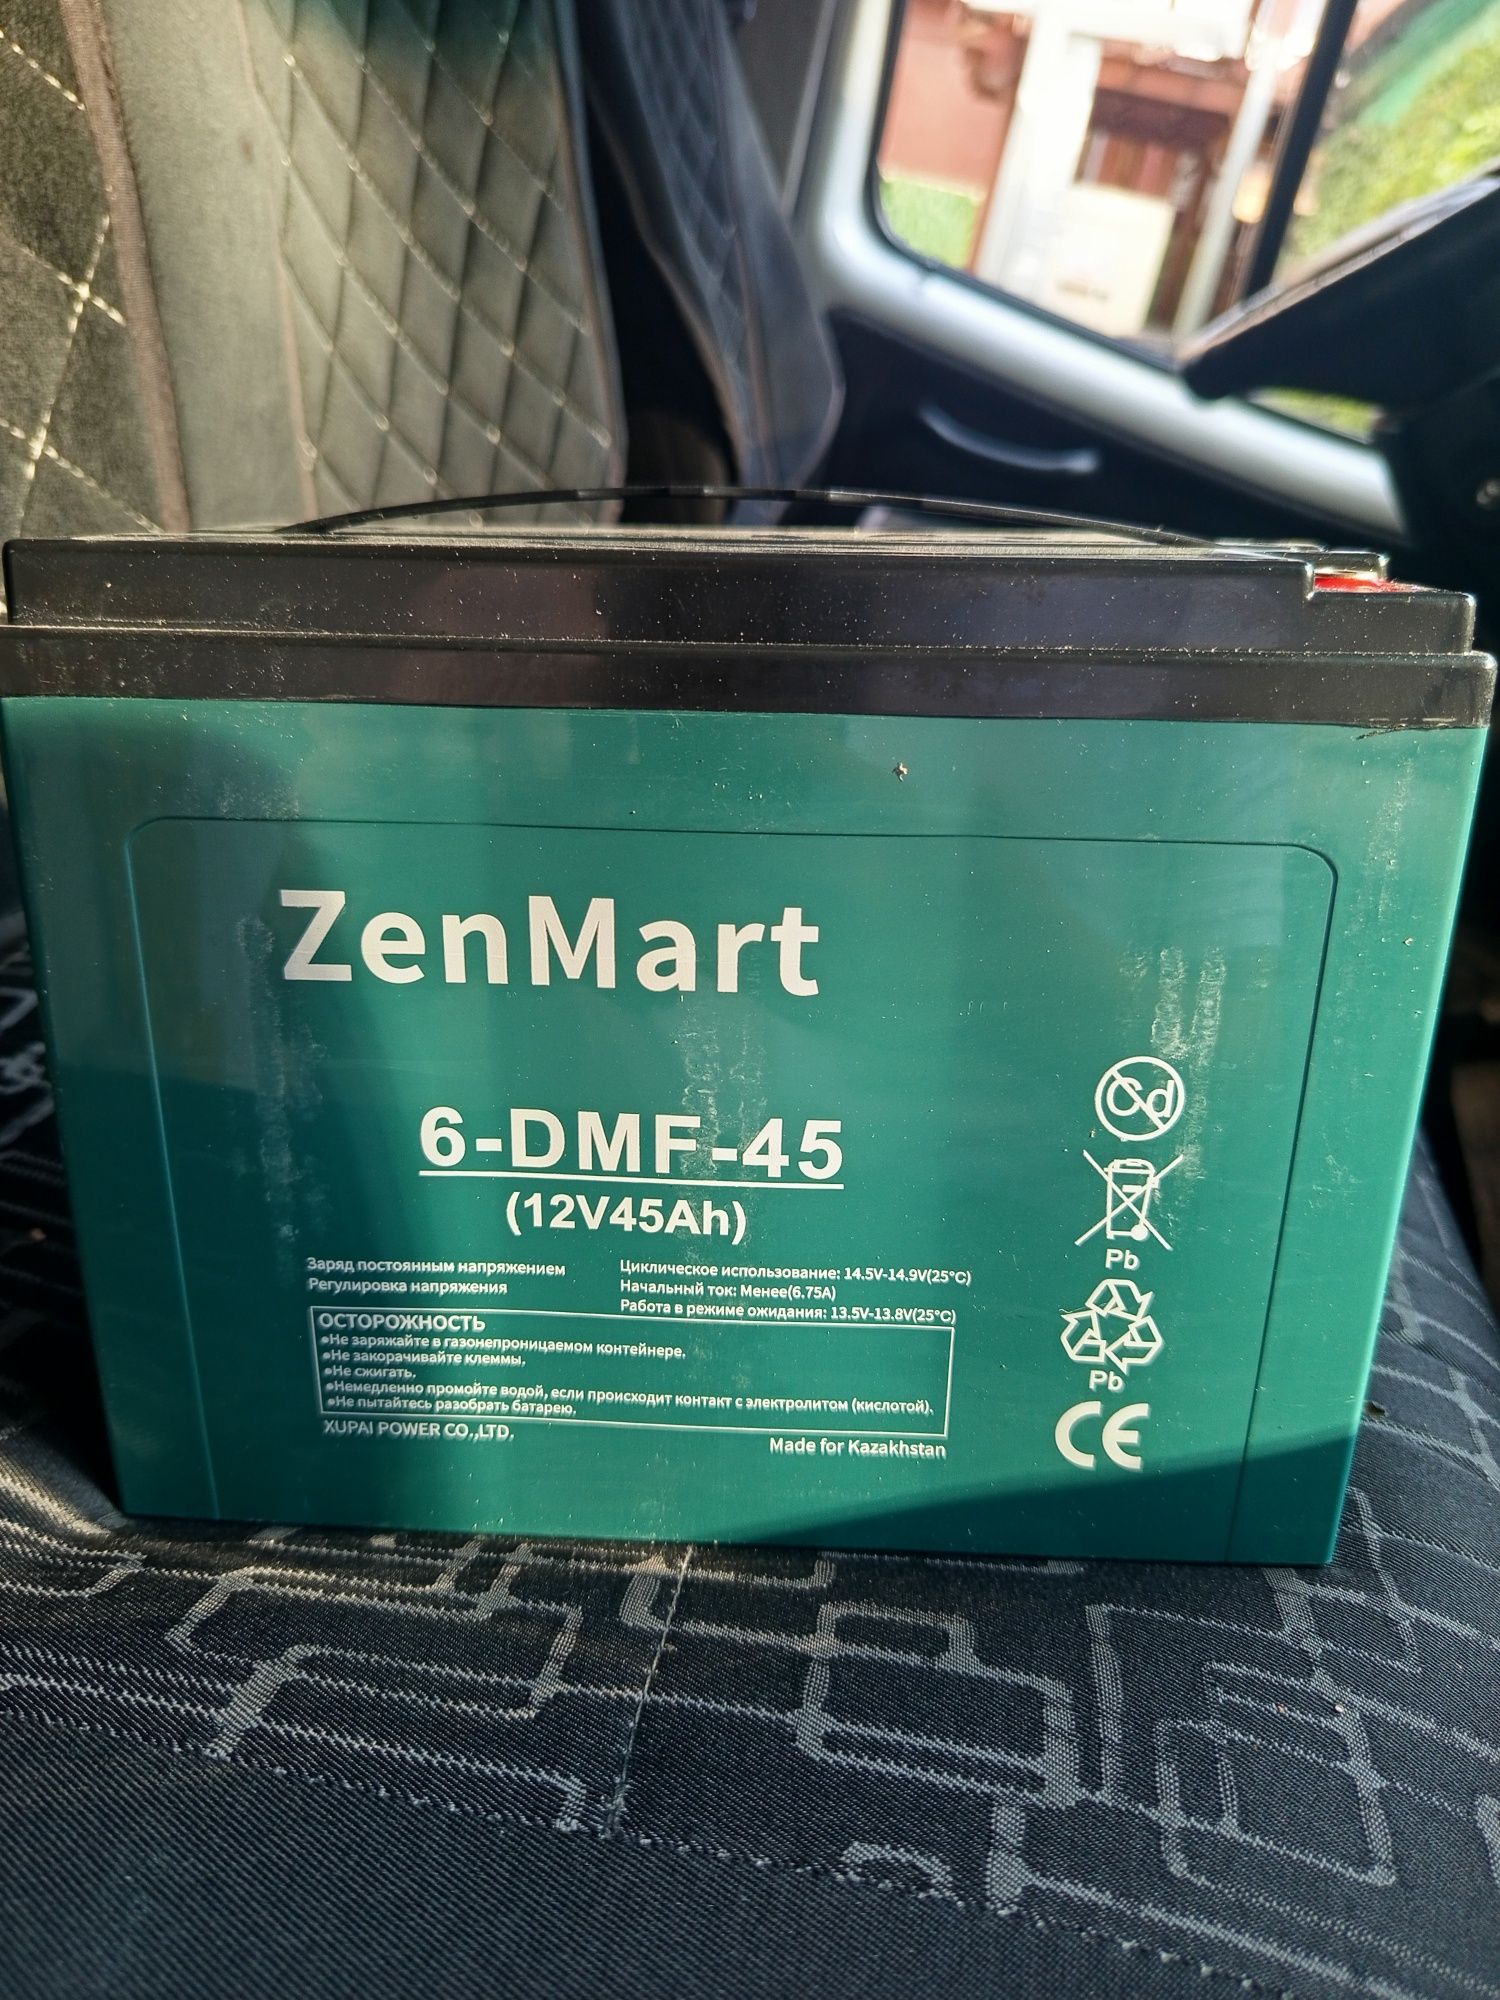 ZenMart
6-DMF-45
(12V45Ah)
Заряд постоянным напряжением
Регулировка напряжения
Циклическое использование: 14.5V-14.9V(25°C)
Начальный ток: Менее(6.75A)
Работа в режиме ожидания: 13.5V-13.8V(25°C)
ОСТОРОЖНОСТЬ
●Не заряжайте в газонепроницаемом контейнере.
●Не закорачивайте клеммы.
●Не сжигать.
●Немедленно промойте водой, если происходит контакт с электролитом (кислотой).
●Не пытайтесь разобрать батарею.
XUPAI POWER CO.,LTD.
Made for Kazakhstan
Cd
Pb
Pb
CE